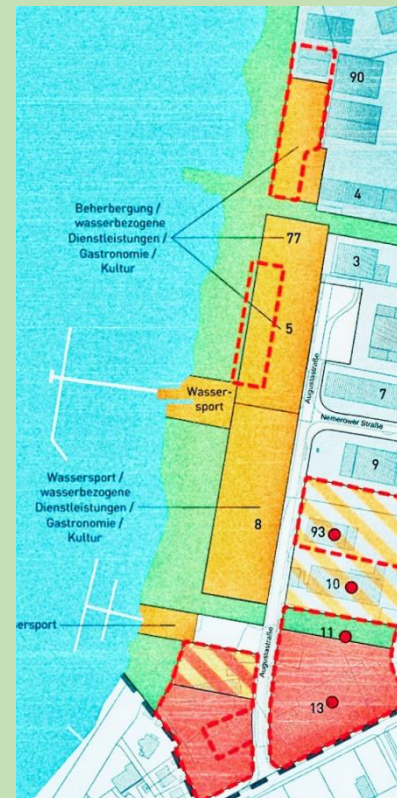 90
Beherbergung /
wasserbezogene
Dienstleistungen /
Gastronomie /
Kultur
4
77
3
5
Augustastraße
Wasser-
sport
7
Nemerower Straße
9
Wassersport /
wasserbezogene
Dienstleistungen /
Gastronomie /
Kultur
8
93
10
ersport
11
Augustastraße
13